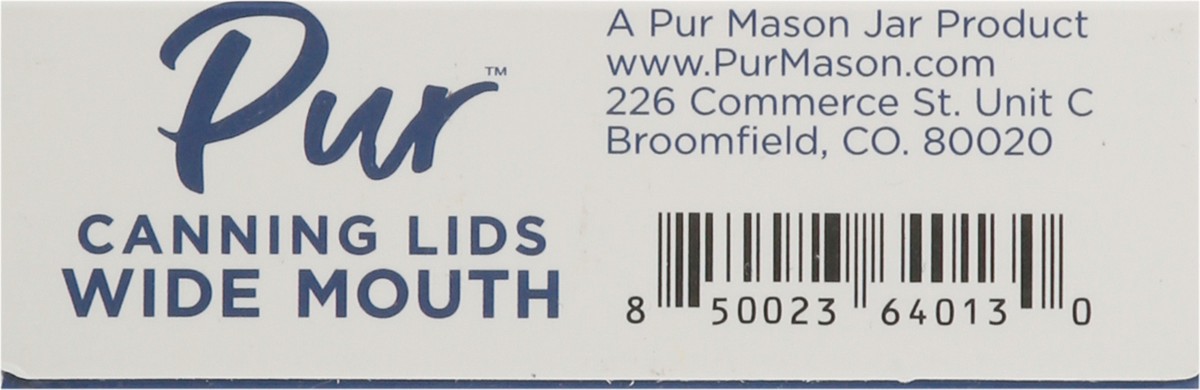 Pur™
CANNING LIDS
WIDE MOUTH
A Pur Mason Jar Product
www.PurMason.com
226 Commerce St. Unit C
Broomfield, CO. 80020
8 50023 64013 0